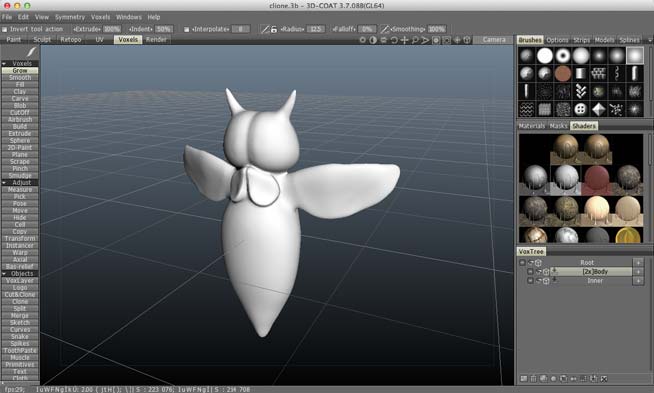 clione.3b - 3D-COAT 3.7.08B(GL64)
File Edit View Symmetry Voxels Windows Help
Invert tool action Extrude: 100% Indent: 50% Interpolate: 8 Radius: 12.5 Falloff: 0% Smoothing: 100%
Paint Sculpt Retopo UV Voxels Render Camera
Voxels
Grow
Smooth
Fill
Clay
Carve
Blob
CutOff
Airbrush
Build
Extrude
Sphere
2D-Paint
Plane
Scrape
Pinch
Smudge
Adjust
Measure
Pick
Pose
Move
Hide
Cell
Copy
Transform
Instancer
Warp
Axial
Bas-relief
Objects
VoxLayer
Logo
Cut&Clone
Clone
Split
Merge
Sketch
Curves
Snake
Spikes
ToothPaste
Muscle
Primitives
Text
Cloth
Brushes Options Strips Models Splines
Materials Masks Shaders
VoxTree
Root
[2x]Body
Inner
fps:29;